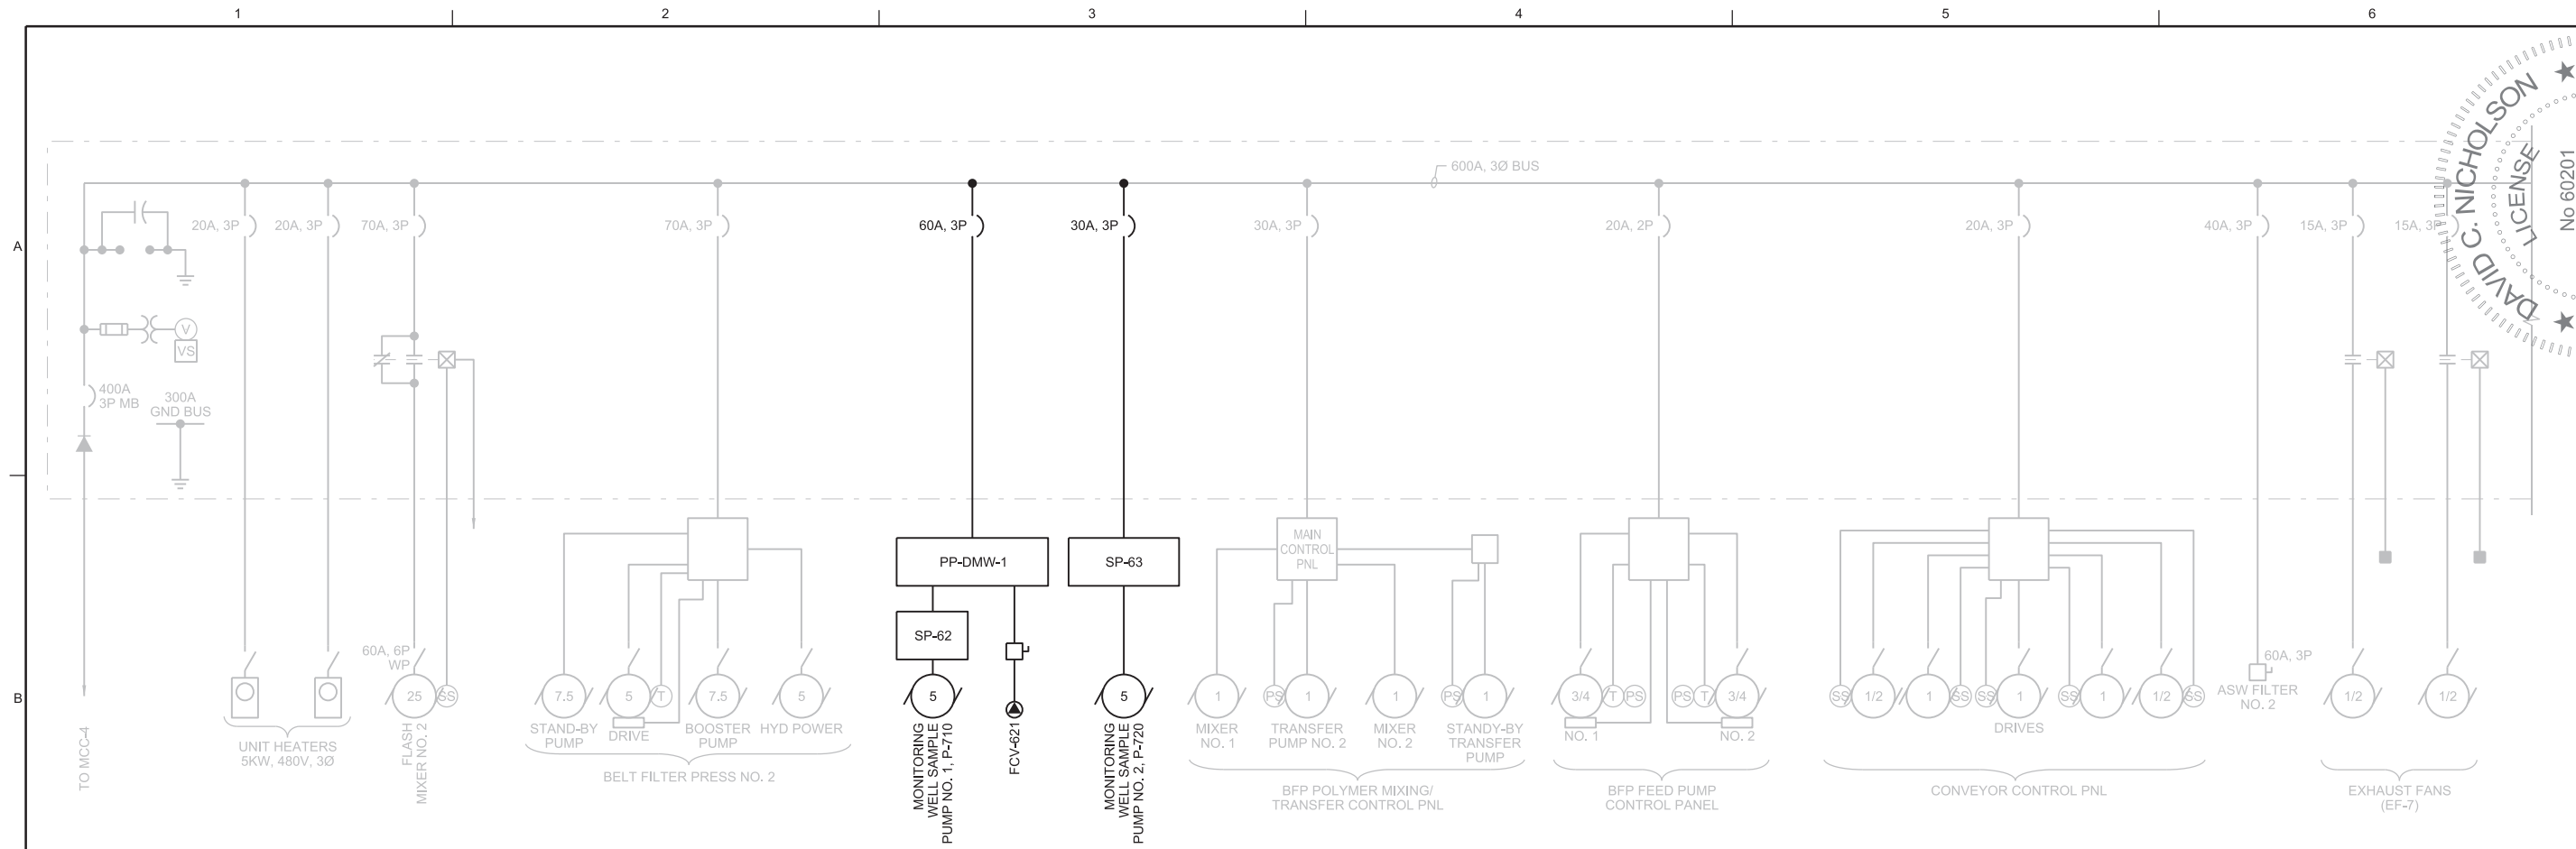 1
2
3
4
5
6
A
B
DAVID C. NICHOLSON
LICENSE
No 60201
600A, 3Ø BUS
20A, 3P
20A, 3P
70A, 3P
70A, 3P
60A, 3P
30A, 3P
30A, 3P
20A, 2P
20A, 3P
40A, 3P
15A, 3P
15A, 3P
V
VS
400A
3P MB
300A
GND BUS
MAIN
CONTROL
PNL
PP-DMW-1
SP-63
SP-62
60A, 6P
WP
60A, 3P
25
SS
7.5
5
T
7.5
5
5
5
1
PS
1
1
PS
1
3/4
T
PS
PS
T
3/4
SS
1/2
1
SS
SS
1
SS
1
1/2
SS
1/2
1/2
TO MCC-4
UNIT HEATERS
5KW, 480V, 3Ø
FLASH
MIXER NO. 2
STAND-BY
PUMP
DRIVE
BOOSTER
PUMP
HYD POWER
BELT FILTER PRESS NO. 2
MONITORING
WELL SAMPLE
PUMP NO. 1, P-710
FCV-621
MONITORING
WELL SAMPLE
PUMP NO. 2, P-720
MIXER
NO. 1
TRANSFER
PUMP NO. 2
MIXER
NO. 2
STANDY-BY
TRANSFER
PUMP
BFP POLYMER MIXING/
TRANSFER CONTROL PNL
NO. 1
NO. 2
BFP FEED PUMP
CONTROL PANEL
DRIVES
CONVEYOR CONTROL PNL
ASW FILTER
NO. 2
EXHAUST FANS
(EF-7)